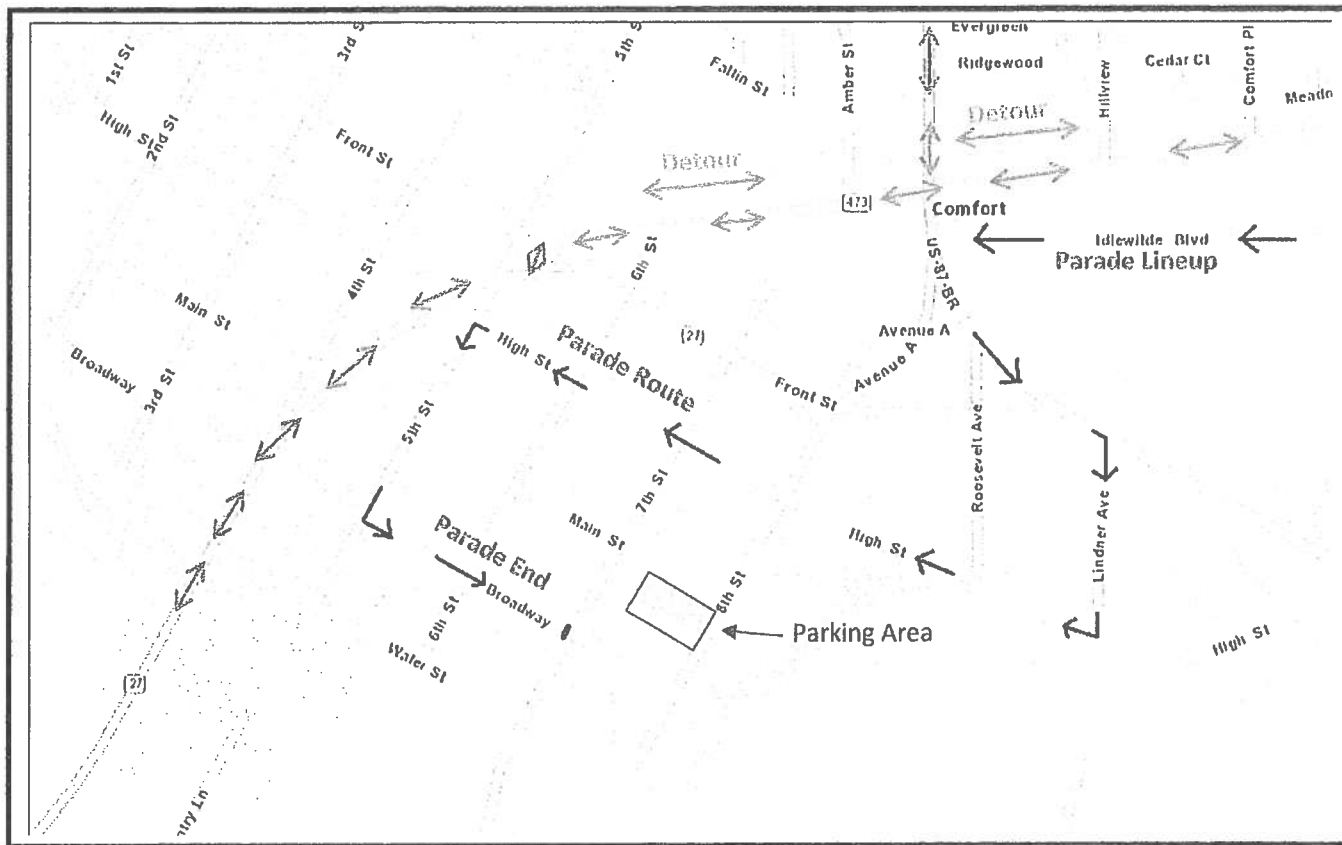 Evergreen
1st St
3rd S
5th S
Fallin St
Amber St
Ridgewood
Hillview
Cedar Ct
Comfort Pl
Meado
High St
2nd St
Front St
Detour
Detour
473
Comfort
Idlewilde Blvd
Parade Lineup
US-87-BR
6th St
4th St
Main St
Broadway
3rd St
High St
Parade Route
(27)
Avenue A
Avenue A
Front St
5th St
Roosevelt Ave
Lindner Ave
7th St
Main St
High St
Parade End
Broadway
6th St
Water St
8th St
Parking Area
High St
27
ntry Ln